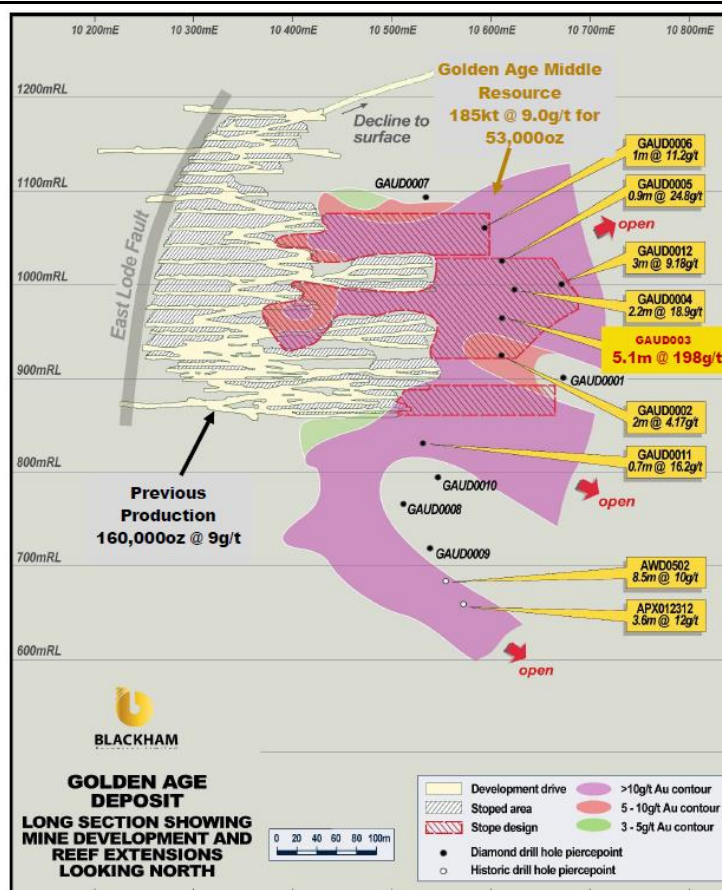 10 200mE 10 300mE 10 400mE 10 500mE 10 600mE 10 700mE 10 800mE
1200mRL
1100mRL
1000mRL
900mRL
800mRL
700mRL
600mRL
Golden Age Middle
Resource
185kt @ 9.0g/t for
53,000oz
Decline to
surface
East Lode Fault
GAUD0007
GAUD0006
1m @ 11.2g/t
GAUD0005
0.9m @ 24.8g/t
open
GAUD0012
3m @ 9.18g/t
GAUD0004
2.2m @ 18.9g/t
GAUD003
5.1m @ 198g/t
GAUD0001
GAUD0002
2m @ 4.17g/t
GAUD0011
0.7m @ 16.2g/t
Previous
Production
160,000oz @ 9g/t
GAUD0010
GAUD0008
open
GAUD0009
AWD0502
8.5m @ 10g/t
APX012312
3.6m @ 12g/t
open
BLACKHAM
GOLDEN AGE
DEPOSIT
LONG SECTION SHOWING
MINE DEVELOPMENT AND
REEF EXTENSIONS
LOOKING NORTH
0 20 40 60 80 100m
Development drive
Stoped area
Stope design
>10g/t Au contour
5 - 10g/t Au contour
3 - 5g/t Au contour
Diamond drill hole piercepoint
Historic drill hole piercepoint